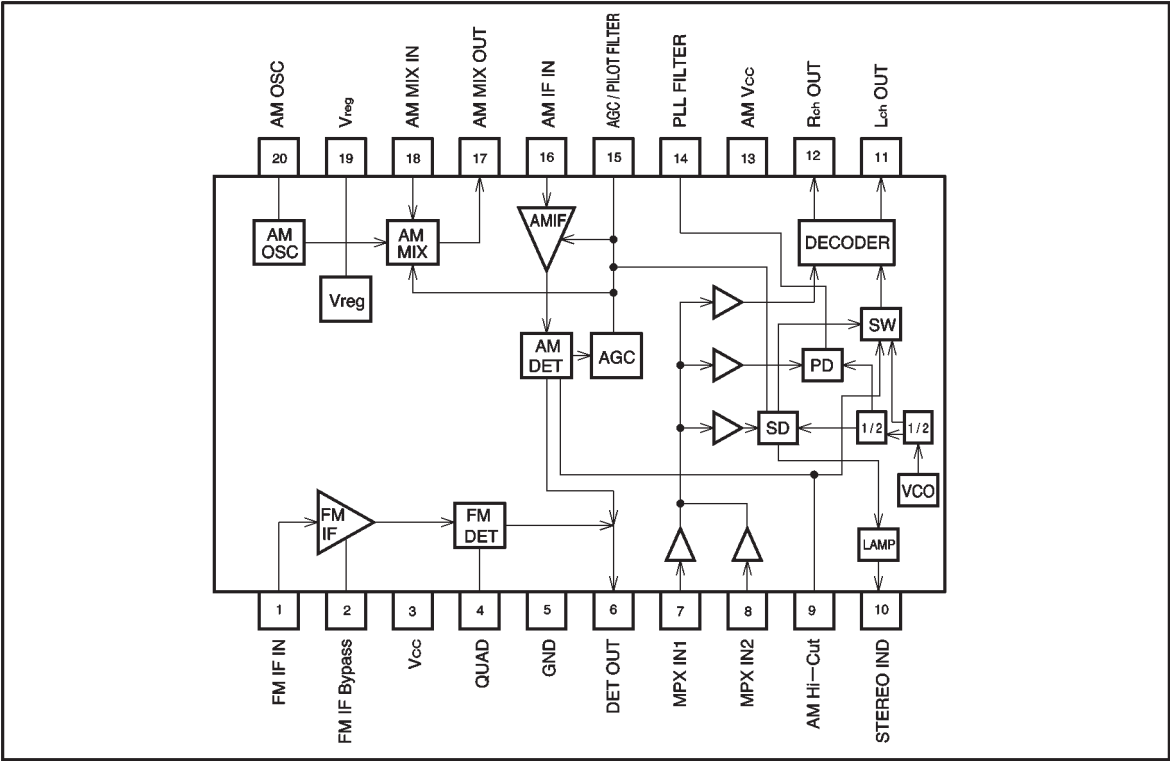 AM OSC
Vreg
AM MIX IN
AM MIX OUT
AM IF IN
AGC / PILOT FILTER
PLL FILTER
AM Vcc
Rch OUT
Lch OUT
20
19
18
17
16
15
14
13
12
11
AM
OSC
AM
MIX
AMIF
DECODER
Vreg
SW
AM
DET
AGC
PD
SD
1/2
1/2
VCO
FM
IF
FM
DET
LAMP
1
2
3
4
5
6
7
8
9
10
FM IF IN
FM IF Bypass
Vcc
QUAD
GND
DET OUT
MPX IN1
MPX IN2
AM Hi–Cut
STEREO IND